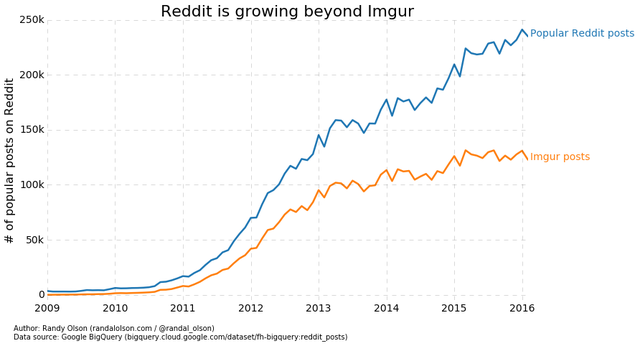 Reddit is growing beyond Imgur
# of popular posts on Reddit
250k
200k
150k
100k
50k
0
2009 2010 2011 2012 2013 2014 2015 2016
Popular Reddit posts
Imgur posts
Author: Randy Olson (randalolson.com / @randal_olson)
Data source: Google BigQuery (bigquery.cloud.google.com/dataset/fh-bigquery:reddit_posts)